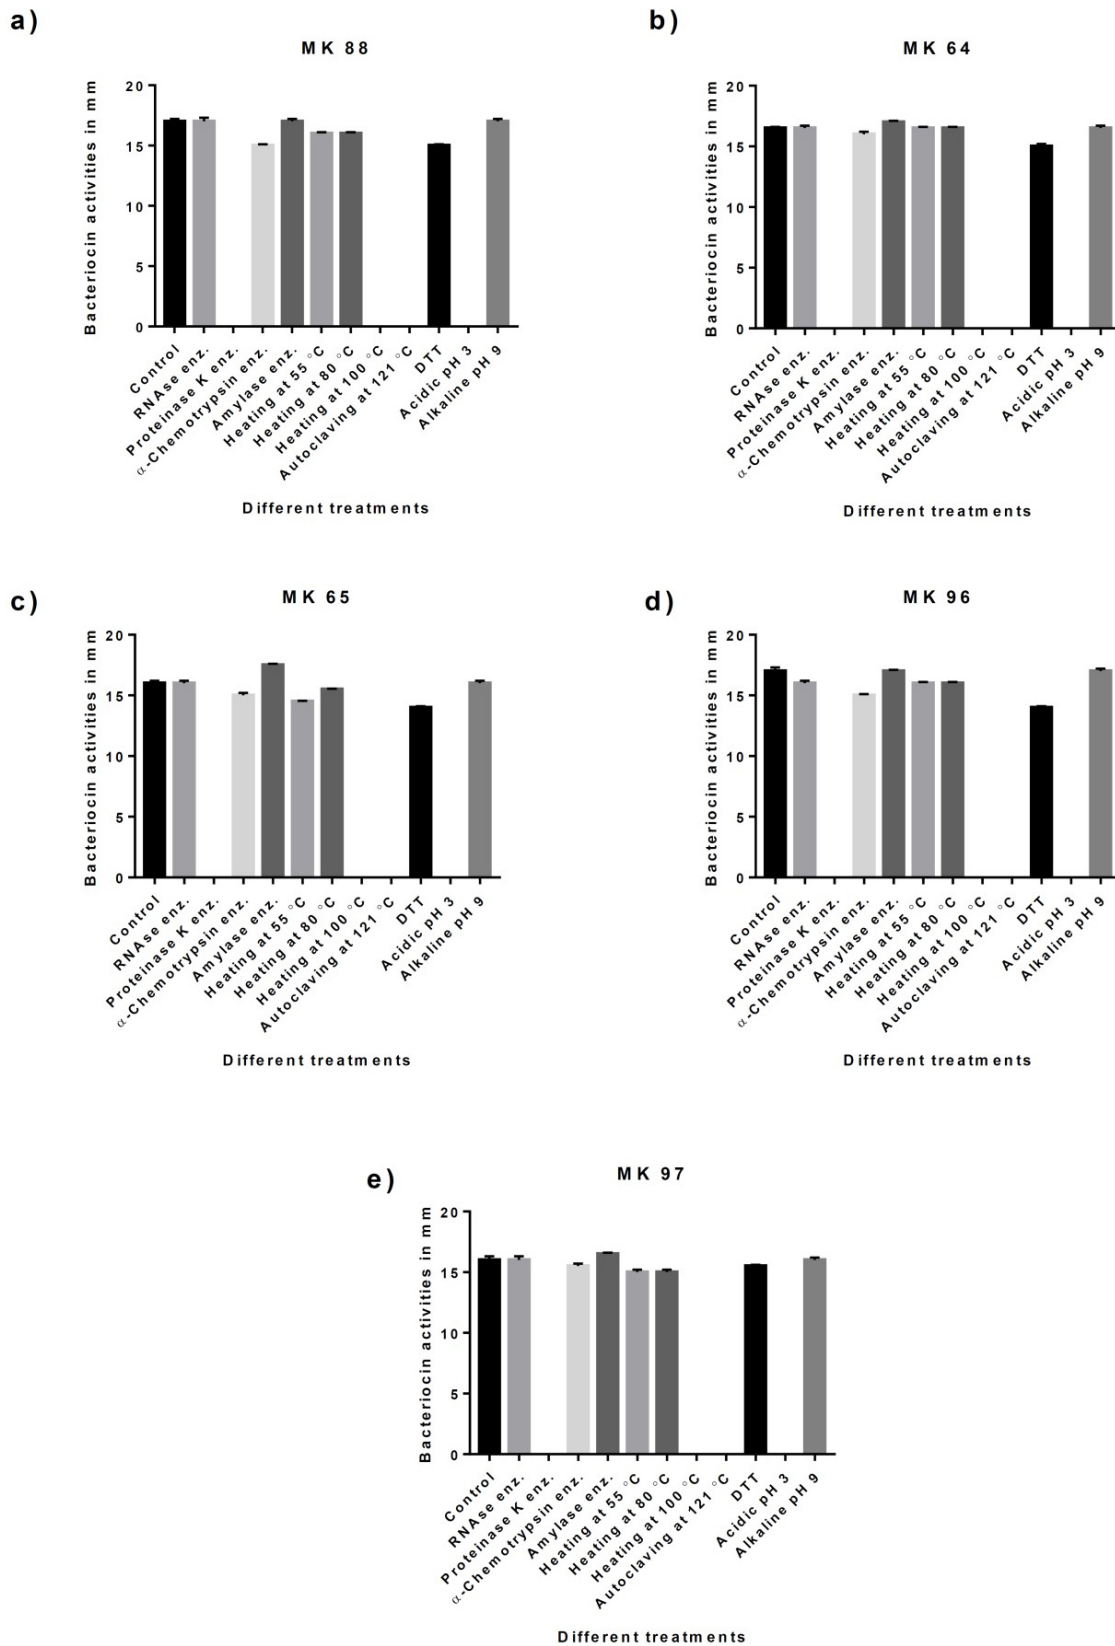 a)
MK 88
Bacteriocin activities in mm
20
15
10
5
0
Control
RNAse enz.
Proteinase K enz.
α-Chemotrypsin enz.
Amylase enz.
Heating at 55 °C
Heating at 80 °C
Heating at 100 °C
Autoclaving at 121 °C
DTT
Acidic pH 3
Alkaline pH 9
Different treatments
b)
MK 64
Bacteriocin activities in mm
20
15
10
5
0
Control
RNAse enz.
Proteinase K enz.
α-Chemotrypsin enz.
Amylase enz.
Heating at 55 °C
Heating at 80 °C
Heating at 100 °C
Autoclaving at 121 °C
DTT
Acidic pH 3
Alkaline pH 9
Different treatments
c)
MK 65
Bacteriocin activities in mm
20
15
10
5
0
Control
RNAse enz.
Proteinase K enz.
α-Chemotrypsin enz.
Amylase enz.
Heating at 55 °C
Heating at 80 °C
Heating at 100 °C
Autoclaving at 121 °C
DTT
Acidic pH 3
Alkaline pH 9
Different treatments
d)
MK 96
Bacteriocin activities in mm
20
15
10
5
0
Control
RNAse enz.
Proteinase K enz.
α-Chemotrypsin enz.
Amylase enz.
Heating at 55 °C
Heating at 80 °C
Heating at 100 °C
Autoclaving at 121 °C
DTT
Acidic pH 3
Alkaline pH 9
Different treatments
e)
MK 97
Bacteriocin activities in mm
20
15
10
5
0
Control
RNAse enz.
Proteinase K enz.
α-Chemotrypsin enz.
Amylase enz.
Heating at 55 °C
Heating at 80 °C
Heating at 100 °C
Autoclaving at 121 °C
DTT
Acidic pH 3
Alkaline pH 9
Different treatments